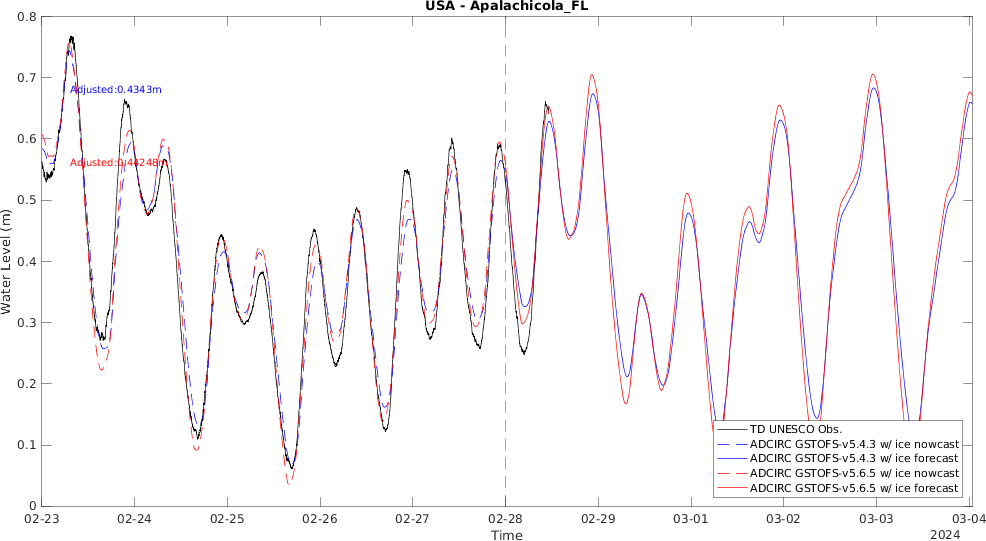 USA - Apalachicola_FL
0.8
0.7
0.6
0.5
0.4
0.3
0.2
0.1
0
Water Level (m)
Adjusted:0.4343m
Adjusted:0.44248m
TD UNESCO Obs.
ADCIRC GSTOFS-v5.4.3 w/ ice nowcast
ADCIRC GSTOFS-v5.4.3 w/ ice forecast
ADCIRC GSTOFS-v5.6.5 w/ ice nowcast
ADCIRC GSTOFS-v5.6.5 w/ ice forecast
02-23 02-24 02-25 02-26 02-27 02-28 02-29 03-01 03-02 03-03 03-04
Time
2024